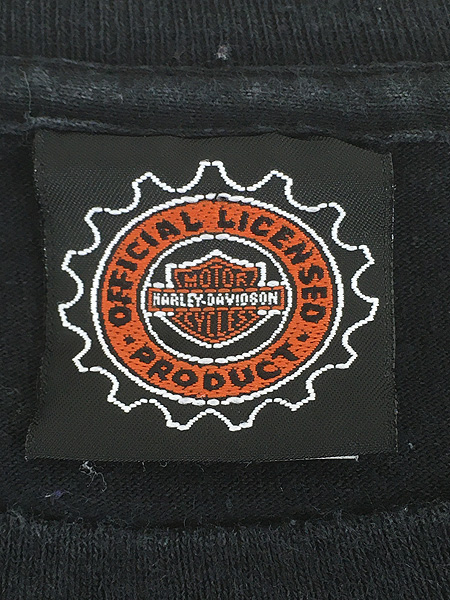 OFFICIAL LICENSED
MOTOR
HARLEY-DAVIDSON
CYCLES
• PRODUCT •